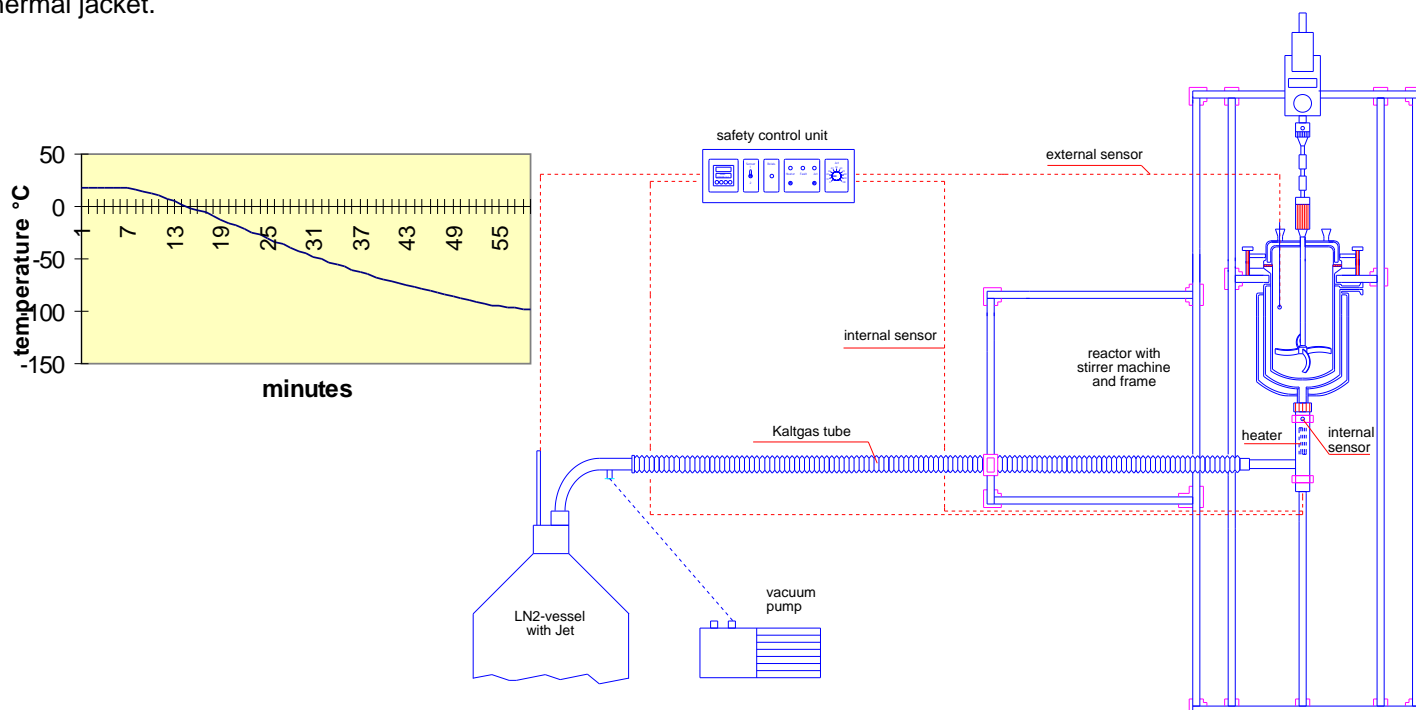 hermal jacket.
50
0
-50
-100
-150
temperature °C
1
7
13
19
25
31
37
43
49
55
minutes
safety control unit
external sensor
internal sensor
reactor with
stirrer machine
and frame
Kaltgas tube
heater
internal
sensor
LN2-vessel
with Jet
vacuum
pump